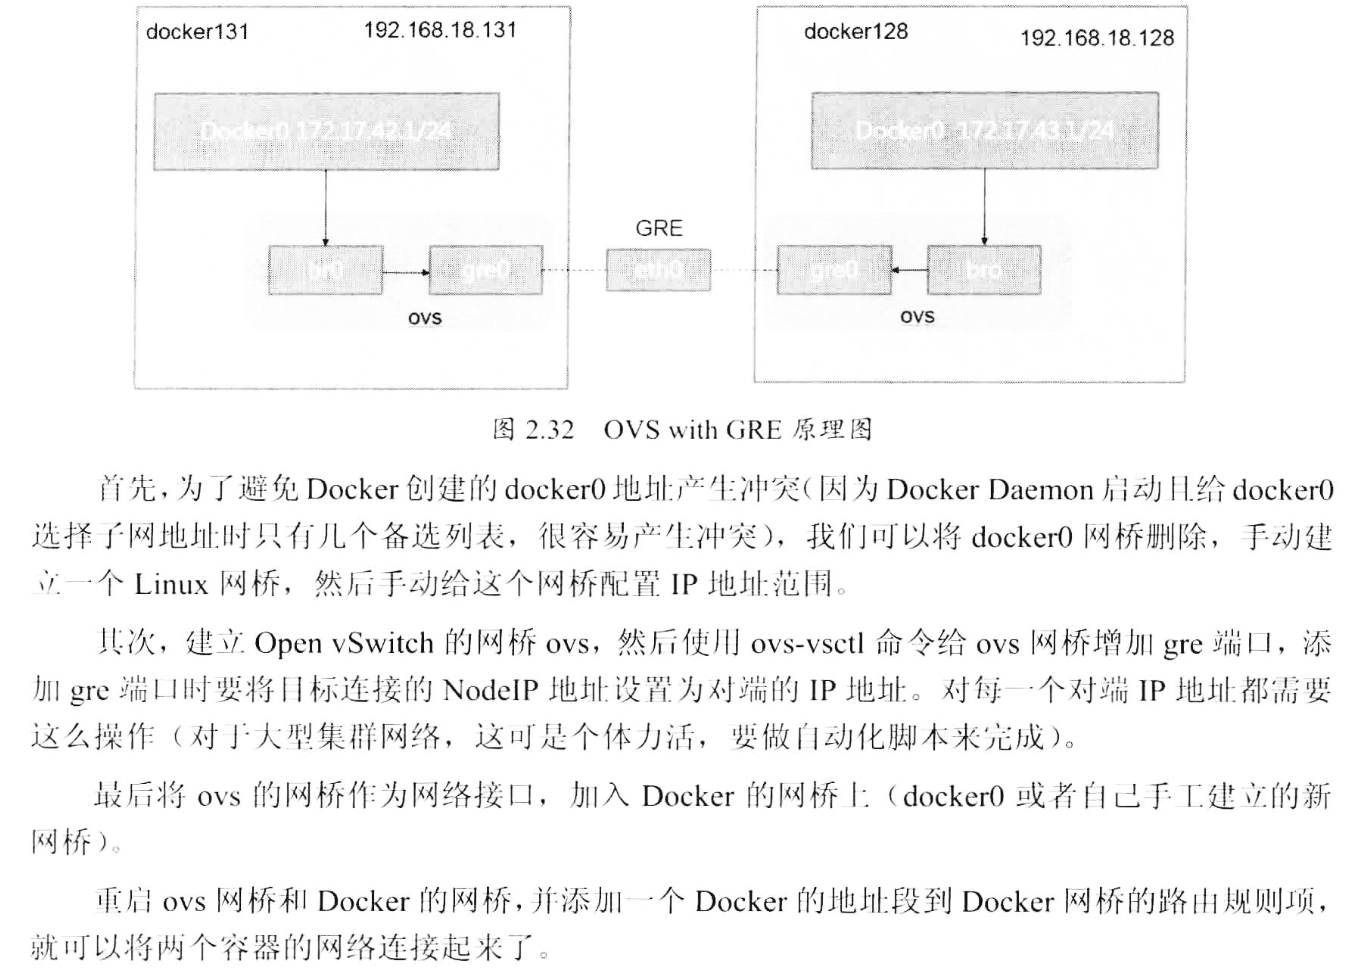 docker131 192.168.18.131
docker128 192.168.18.128
Docker0 172.17.42.1/24
Docker0 172.17.43.1/24
GRE
br0 gre0 eth0 gre0 bro
ovs ovs
图 2.32 OVS with GRE 原理图
首先，为了避免 Docker 创建的 docker0 地址产生冲突（因为 Docker Daemon 启动且给 docker0
选择子网地址时只有几个备选列表，很容易产生冲突），我们可以将 docker0 网桥删除，手动建
立一个 Linux 网桥，然后手动给这个网桥配置 IP 地址范围。
其次，建立 Open vSwitch 的网桥 ovs，然后使用 ovs-vsctl 命令给 ovs 网桥增加 gre 端口，添
加 gre 端口时要将目标连接的 NodeIP 地址设置为对端的 IP 地址。对每一个对端 IP 地址都需要
这么操作（对于大型集群网络，这可是个体力活，要做自动化脚本来完成）。
最后将 ovs 的网桥作为网络接口，加入 Docker 的网桥上（docker0 或者自己手工建立的新
网桥）。
重启 ovs 网桥和 Docker 的网桥，并添加一个 Docker 的地址段到 Docker 网桥的路由规则项，
就可以将两个容器的网络连接起来了。